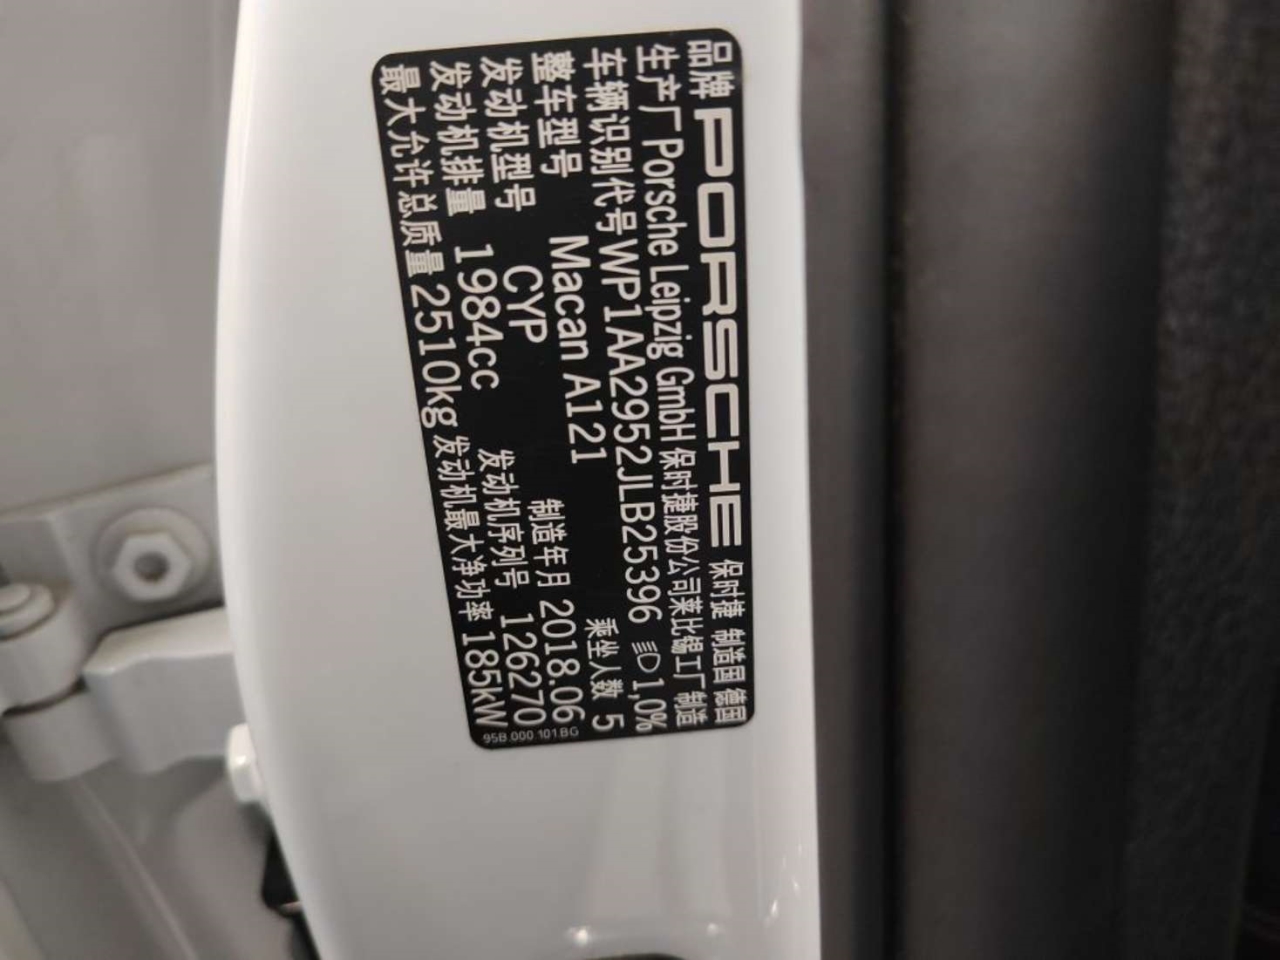 品牌 PORSCHE 保时捷 制造国 德国
生产厂 Porsche Leipzig GmbH 保时捷股份公司莱比锡工厂 制造
车辆识别代号 WP1AA2952JLB25396 1,0%
整车型号 Macan A121 乘坐人数 5
发动机型号 CYP 制造年月 2018.06
发动机排量 1984cc 发动机序列号 126270
最大允许总质量 2510kg 发动机最大净功率 185kW
95B.000.101.BG